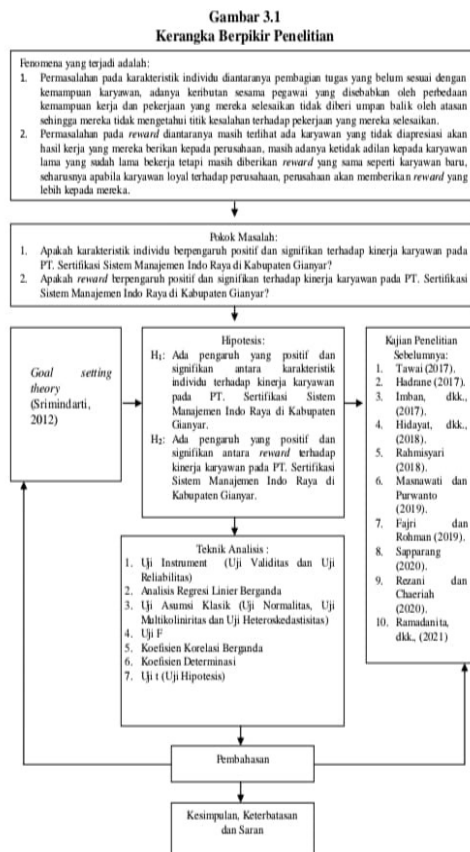 Gambar 3.1
Kerangka Berpikir Penelitian
Fenomena yang terjadi adalah:
1. Permasalahan pada karakteristik individu diantaranya pembagian tugas yang belum sesuai dengan
kemampuan karyawan, adanya keributan sesama pegawai yang disebabkan oleh perbedaan
kemampuan kerja dan pekerjaan yang mereka selesaikan tidak diberi umpan balik oleh atasan
sehingga mereka tidak mengetahui titik kesalahan terhadap pekerjaan yang mereka selesaikan.
2. Permasalahan pada reward diantaranya masih terlihat ada karyawan yang tidak diapresiasi akan
hasil kerja yang mereka berikan kepada perusahaan, masih adanya ketidak adilan kepada karyawan
lama yang sudah lama bekerja tetapi masih diberikan reward yang sama seperti karyawan baru,
seharusnya apabila karyawan loyal terhadap perusahaan, perusahaan akan memberikan reward yang
lebih kepada mereka.
Pokok Masalah:
1. Apakah karakteristik individu berpengaruh positif dan signifikan terhadap kinerja karyawan pada
PT. Sertifikasi Sistem Manajemen Indo Raya di Kabupaten Gianyar?
2. Apakah reward berpengaruh positif dan signifikan terhadap kinerja karyawan pada PT. Sertifikasi
Sistem Manajemen Indo Raya di Kabupaten Gianyar?
Goal setting
theory
(Srimindarti,
2012)
Hipotesis:
H₁: Ada pengaruh yang positif dan
signifikan antara karakteristik
individu terhadap kinerja karyawan
pada PT. Sertifikasi Sistem
Manajemen Indo Raya di Kabupaten
Gianyar.
H₂: Ada pengaruh yang positif dan
signifikan antara reward terhadap
kinerja karyawan pada PT. Sertifikasi
Sistem Manajemen Indo Raya di
Kabupaten Gianyar.
Kajian Penelitian
Sebelumnya:
1. Tawai (2017).
2. Hadrane (2017).
3. Imban, dkk.,
(2017).
4. Hidayat, dkk.,
(2018).
5. Rahmisyari
(2018).
6. Masnawati dan
Purwanto
(2019).
7. Fajri dan
Rohman (2019).
8. Sapparang
(2020).
9. Rezani dan
Chaeriah
(2020).
10. Ramadanita,
dkk., (2021)
Teknik Analisis :
1. Uji Instrument (Uji Validitas dan Uji
Reliabilitas)
2. Analisis Regresi Linier Berganda
3. Uji Asumsi Klasik (Uji Normalitas, Uji
Multikoliniritas dan Uji Heteroskedastisitas)
4. Uji F
5. Koefisien Korelasi Berganda
6. Koefisien Determinasi
7. Uji t (Uji Hipotesis)
Pembahasan
Kesimpulan, Keterbatasan
dan Saran